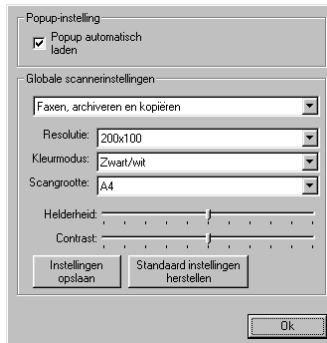 Popup-instelling
Popup automatisch
laden
Globale scannerinstellingen
Faxen, archiveren en kopiëren
Resolutie: 200x100
Kleurmodus: Zwart/wit
Scangrootte: A4
Helderheid:
Contrast:
Instellingen
opslaan
Standaard instellingen
herstellen
Ok